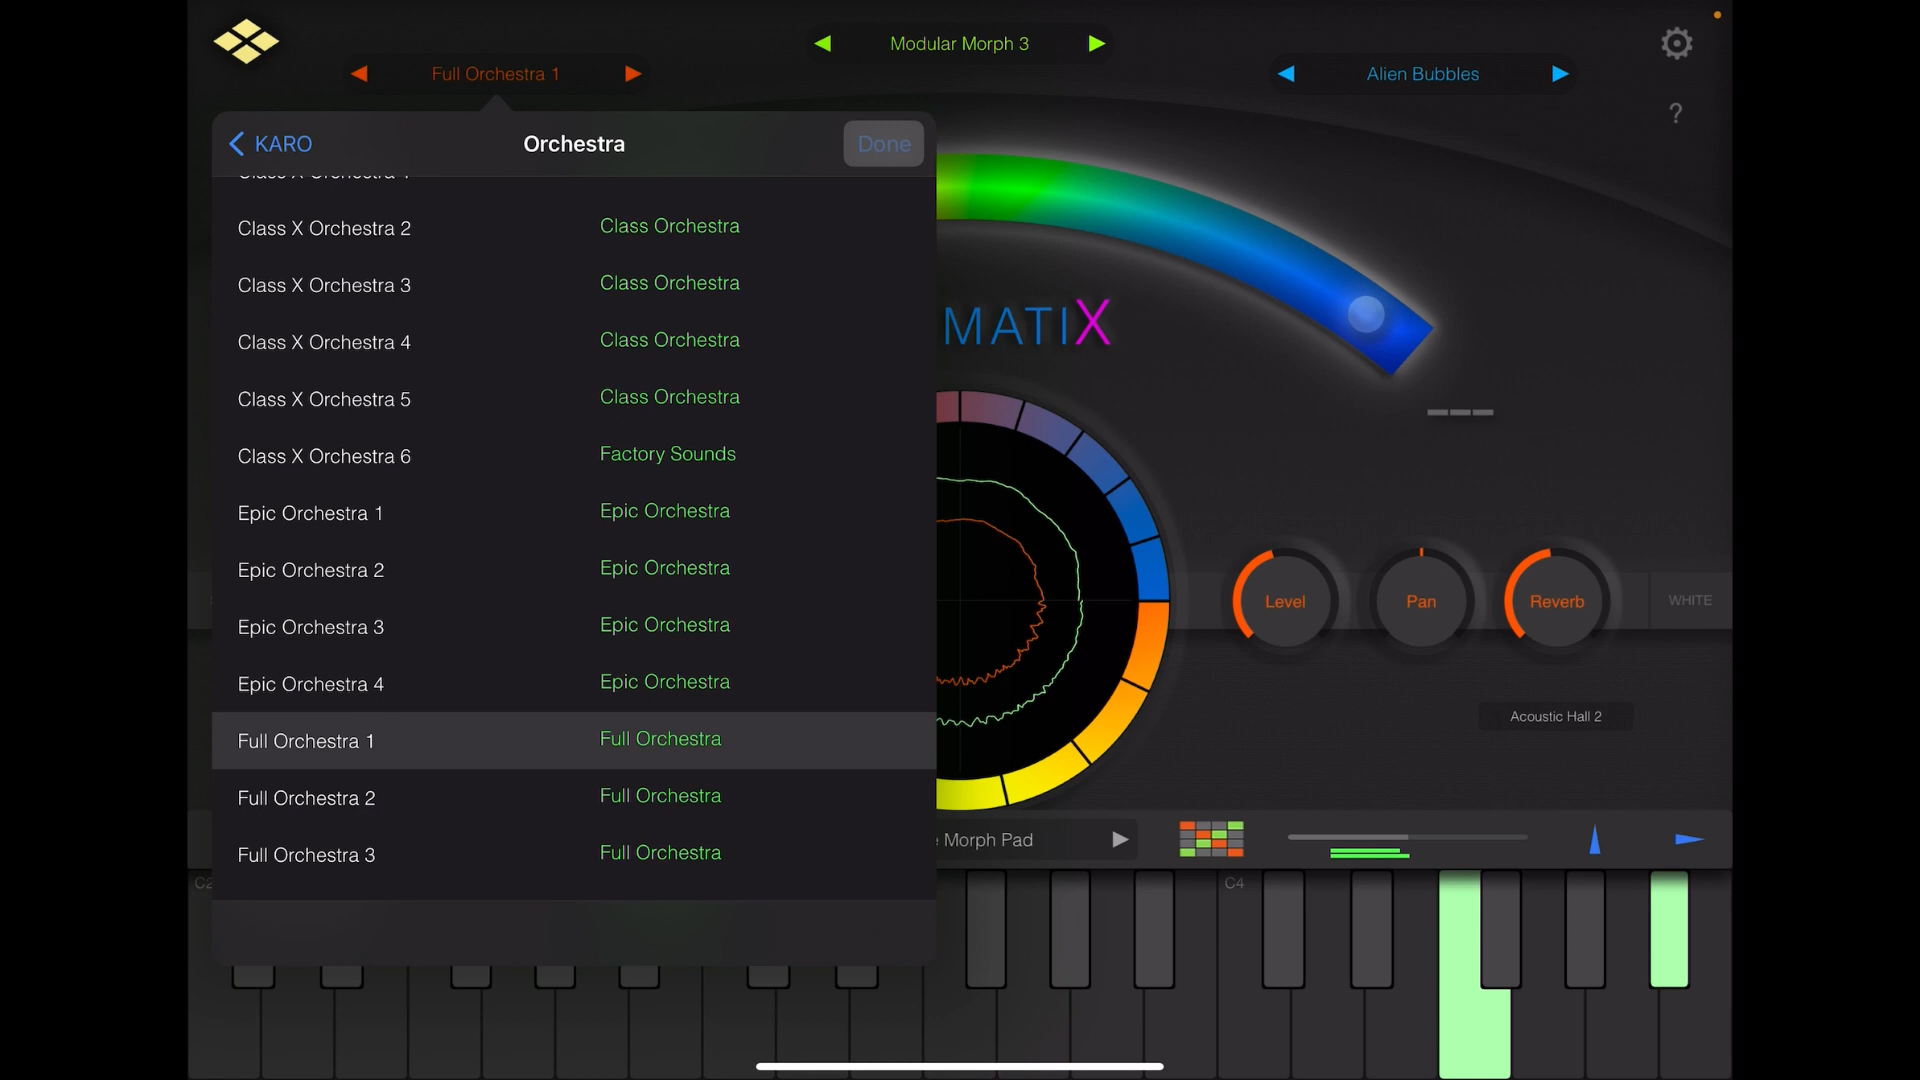 Modular Morph 3
Full Orchestra 1
Alien Bubbles
?
KARO
Orchestra
Done
Class X Orchestra 2 Class Orchestra
Class X Orchestra 3 Class Orchestra
Class X Orchestra 4 Class Orchestra
Class X Orchestra 5 Class Orchestra
Class X Orchestra 6 Factory Sounds
Epic Orchestra 1 Epic Orchestra
Epic Orchestra 2 Epic Orchestra
Epic Orchestra 3 Epic Orchestra
Epic Orchestra 4 Epic Orchestra
Full Orchestra 1 Full Orchestra
Full Orchestra 2 Full Orchestra
Full Orchestra 3 Full Orchestra
MATIX
Level
Pan
Reverb
WHITE
Acoustic Hall 2
Morph Pad
C2
C4